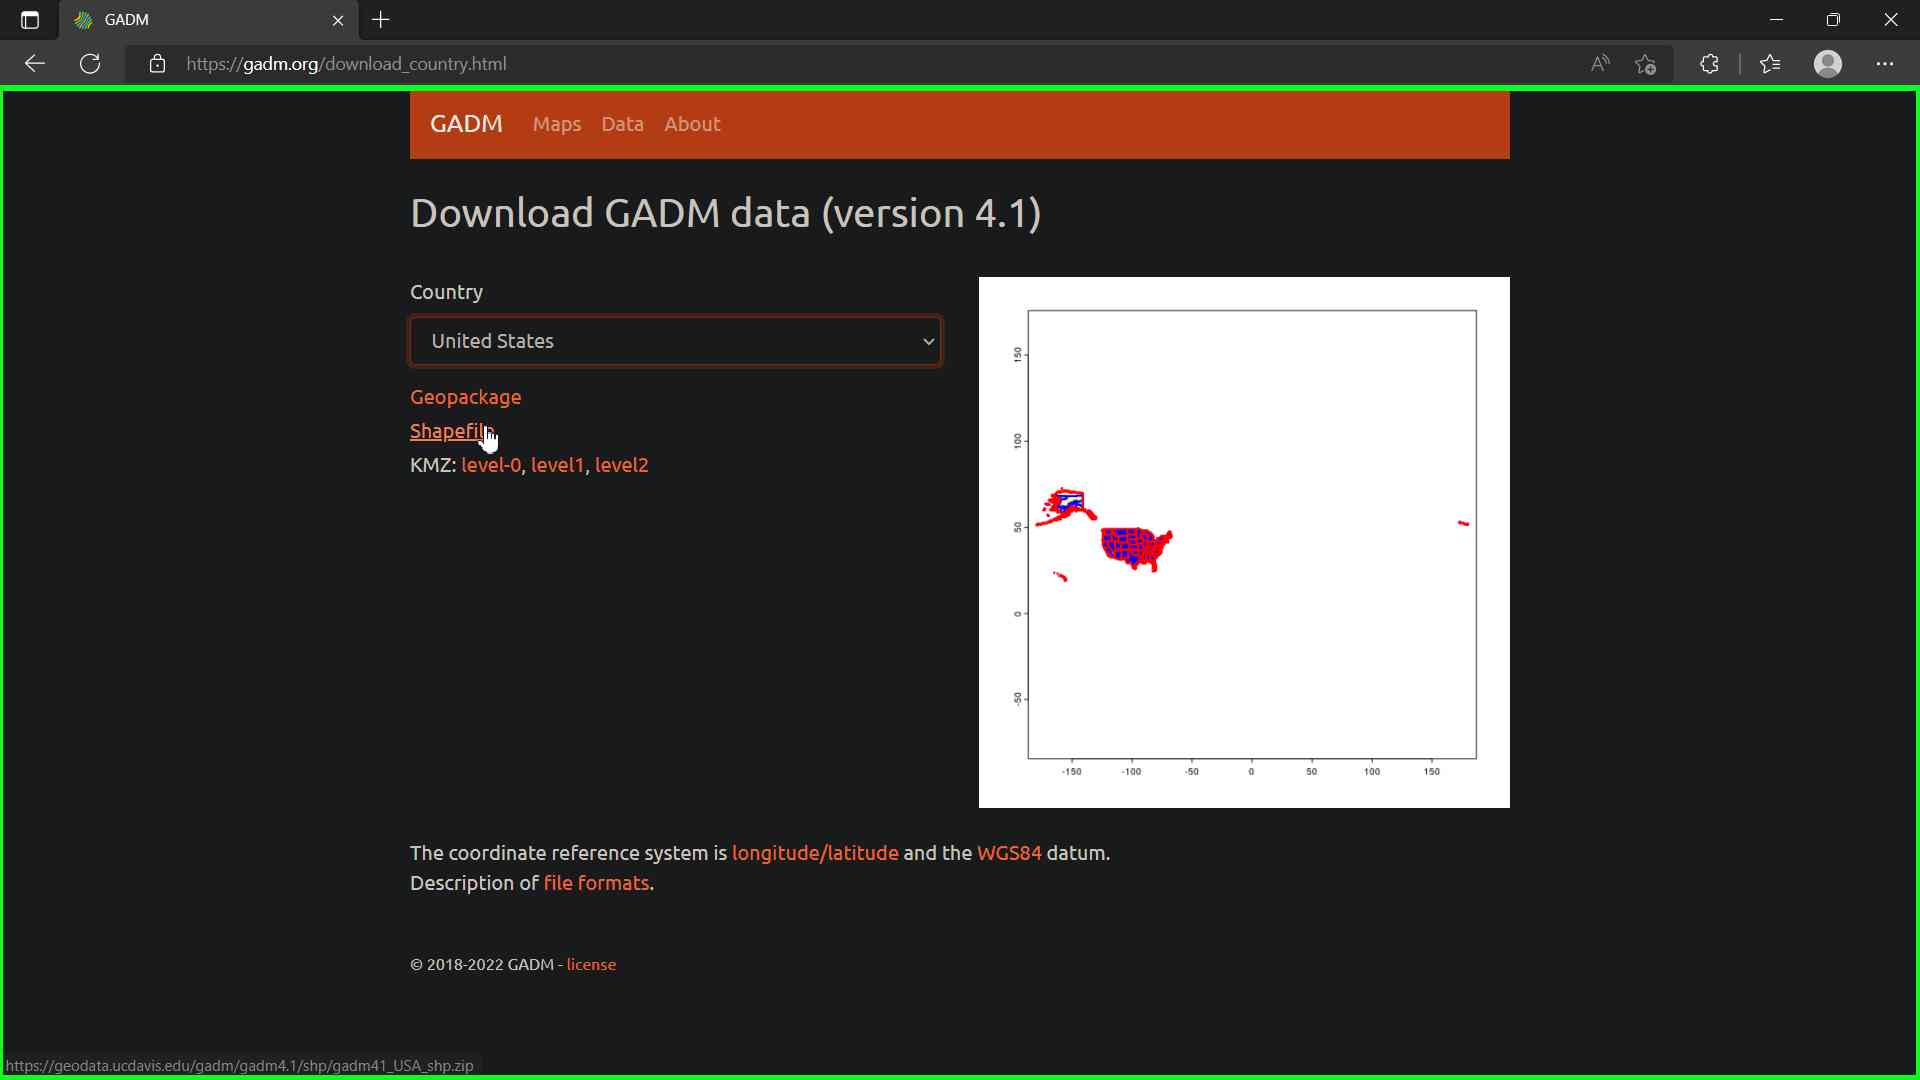 GADM
https://gadm.org/download_country.html
GADM Maps Data About
Download GADM data (version 4.1)
Country
United States
Geopackage
Shapefile
KMZ: level-0, level1, level2
150
100
50
0
-50
-150 -100 -50 0 50 100 150
The coordinate reference system is longitude/latitude and the WGS84 datum.
Description of file formats.
© 2018-2022 GADM - license
https://geodata.ucdavis.edu/gadm/gadm4.1/shp/gadm41_USA_shp.zip